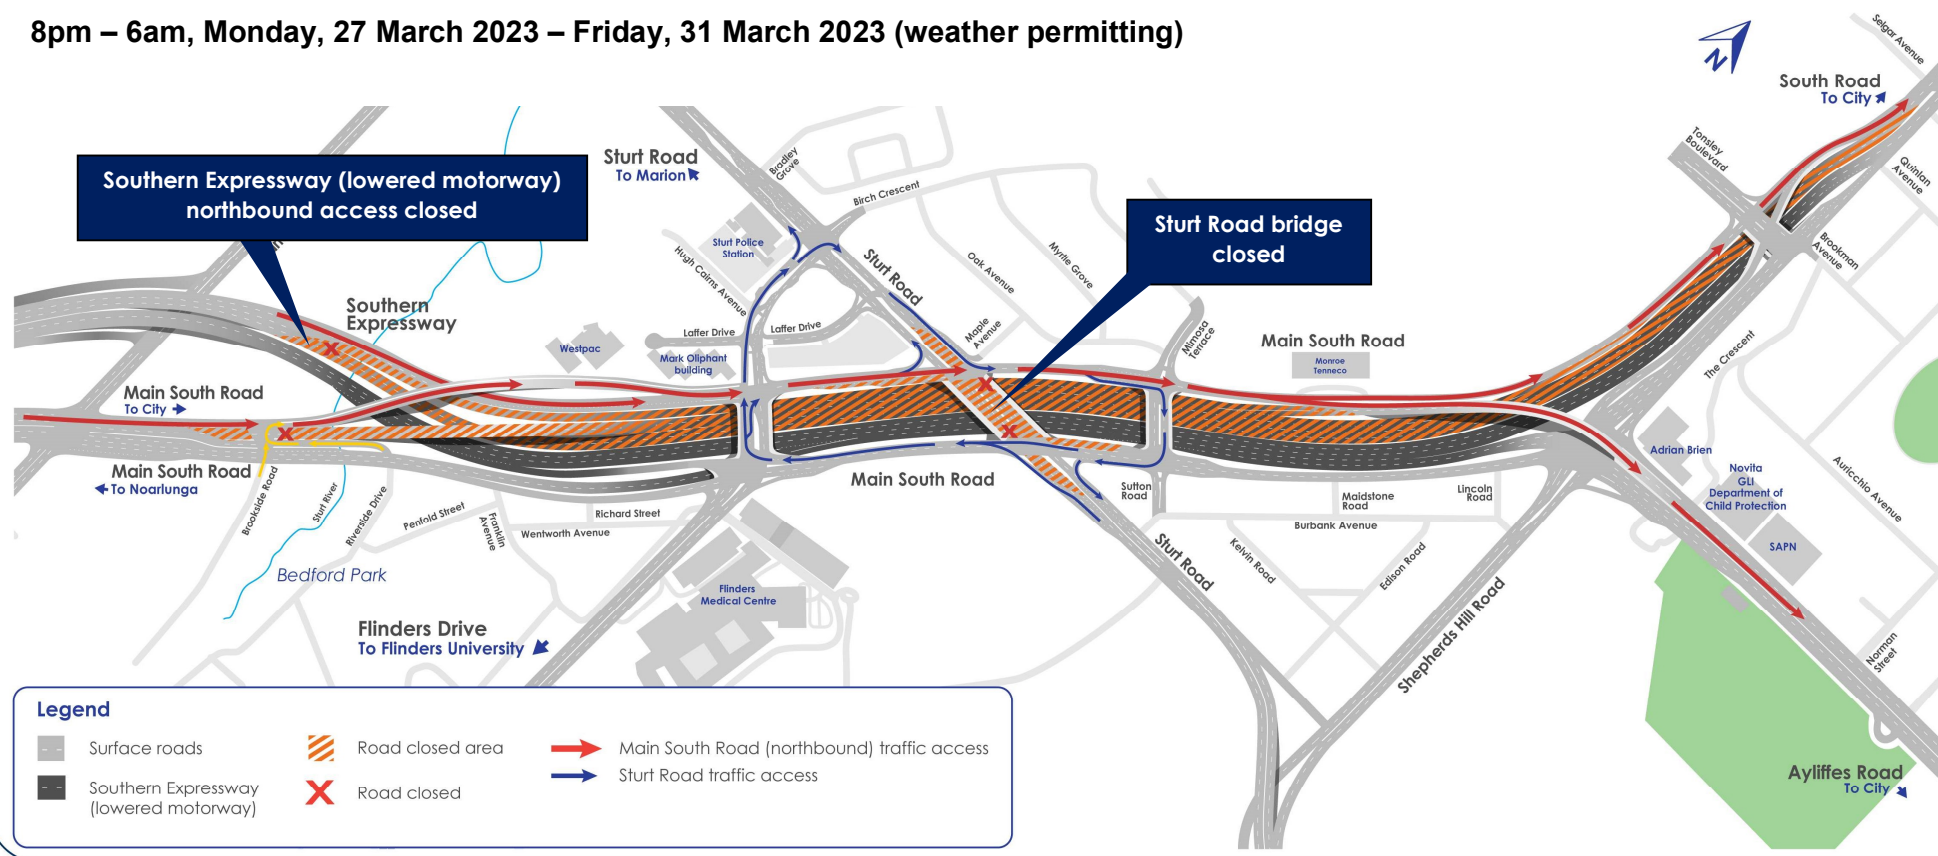 8pm – 6am, Monday, 27 March 2023 – Friday, 31 March 2023 (weather permitting)
N
Selgar Avenue
South Road
To City
Tonsley
Boulevard
Quinlan
Avenue
Brookman
Avenue
Southern Expressway (lowered motorway)
northbound access closed
Sturt Road
To Marion
Bradley
Grove
Birch Crescent
Sturt Road bridge
closed
Sturt Police
Station
Hugh Cairns Avenue
Sturt Road
Oak Avenue
Myrtle Grove
Maple
Avenue
Mimosa
Terrace
Southern
Expressway
Westpac
Laffer Drive
Laffer Drive
Mark Oliphant
building
Main South Road
Monroe
Tenneco
The Crescent
Main South Road
To City
Main South Road
To Noarlunga
Main South Road
Brookside Road
Sturt River
Riverside Drive
Penfold Street
Franklin
Avenue
Richard Street
Wentworth Avenue
Bedford Park
Flinders
Medical Centre
Flinders Drive
To Flinders University
Sutton
Road
Maidstone
Road
Lincoln
Road
Burbank Avenue
Kelvin Road
Edison Road
Sturt Road
Shepherds Hill Road
Adrian Brien
Novita
GLI
Department of
Child Protection
SAPN
Auricchio Avenue
Norman
Street
Ayliffes Road
To City
Legend
Surface roads
Southern Expressway
(lowered motorway)
Road closed area
Road closed
Main South Road (northbound) traffic access
Sturt Road traffic access